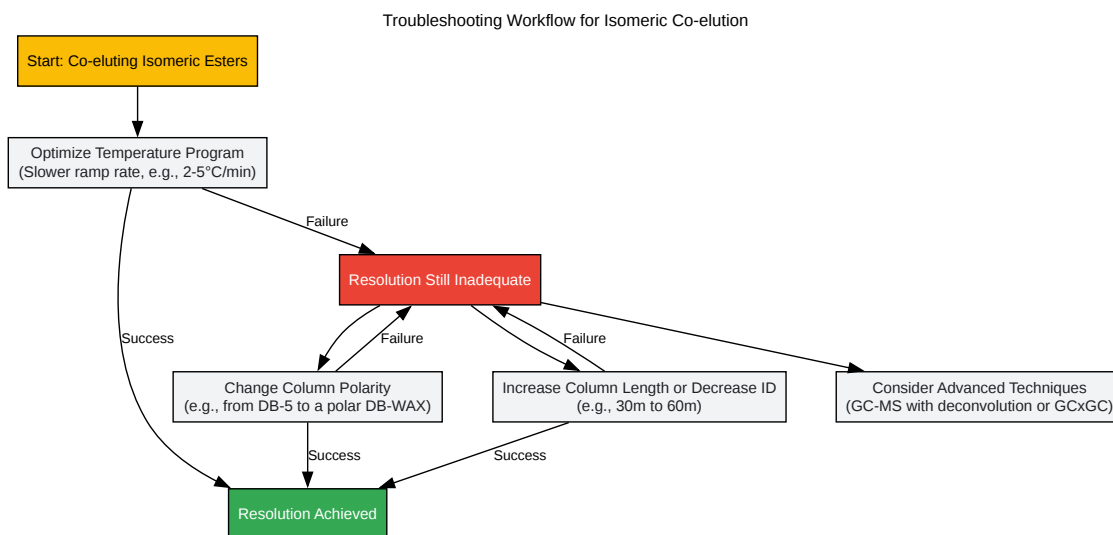 Troubleshooting Workflow for Isomeric Co-elution
Start: Co-eluting Isomeric Esters
Optimize Temperature Program
(Slower ramp rate, e.g., 2-5°C/min)
Failure
Resolution Still Inadequate
Success
Failure
Failure
Change Column Polarity
(e.g., from DB-5 to a polar DB-WAX)
Increase Column Length or Decrease ID
(e.g., 30m to 60m)
Consider Advanced Techniques
(GC-MS with deconvolution or GCxGC)
Success
Success
Resolution Achieved